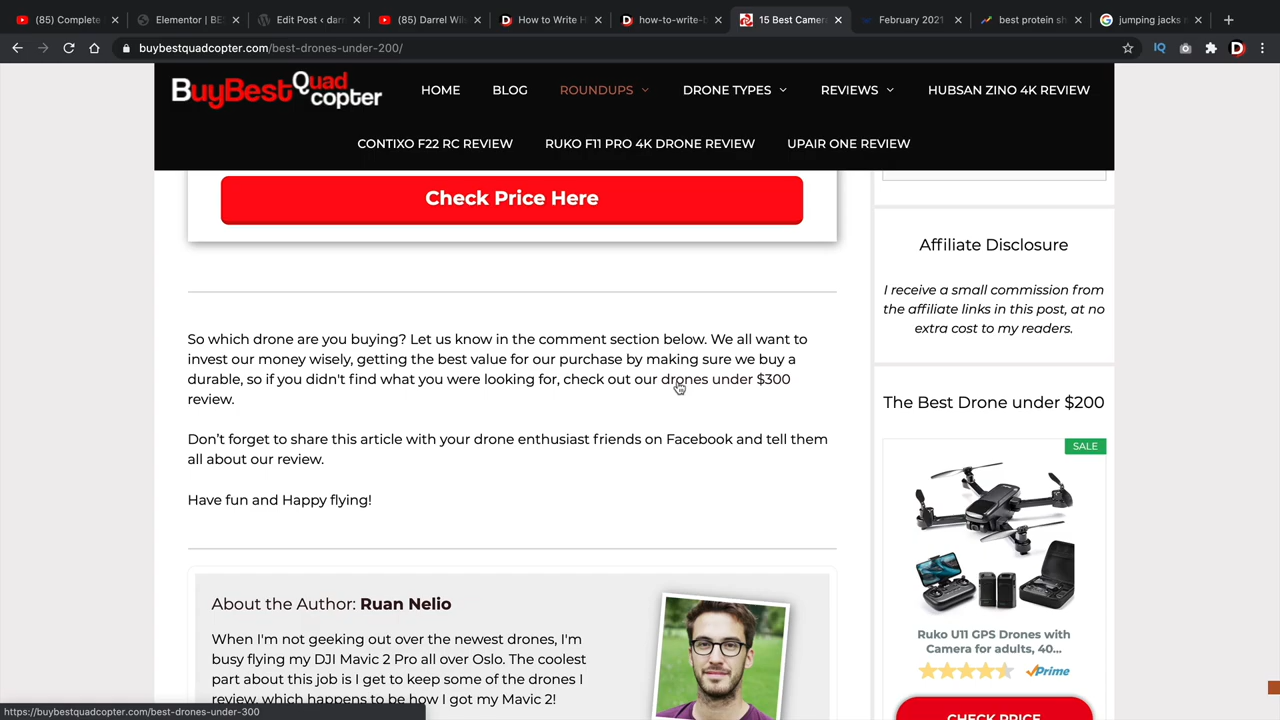 (85) Complete
Elementor | BE
Edit Post ‹ darr
(85) Darrel Wils
How to Write H
how-to-write-b
15 Best Camer
February 2021
best protein sh
jumping jacks m
buybestquadcopter.com/best-drones-under-200/
BuyBest Quad copter
HOME
BLOG
ROUNDUPS
DRONE TYPES
REVIEWS
HUBSAN ZINO 4K REVIEW
CONTIXO F22 RC REVIEW
RUKO F11 PRO 4K DRONE REVIEW
UPAIR ONE REVIEW
Check Price Here
So which drone are you buying? Let us know in the comment section below. We all want to
invest our money wisely, getting the best value for our purchase by making sure we buy a
durable, so if you didn't find what you were looking for, check out our drones under $300
review.
Don't forget to share this article with your drone enthusiast friends on Facebook and tell them
all about our review.
Have fun and Happy flying!
About the Author: Ruan Nelio
When I'm not geeking out over the newest drones, I'm
busy flying my DJI Mavic 2 Pro all over Oslo. The coolest
part about this job is I get to keep some of the drones I
review, which happens to be how I got my Mavic 2!
Affiliate Disclosure
I receive a small commission from
the affiliate links in this post, at no
extra cost to my readers.
The Best Drone under $200
SALE
Ruko U11 GPS Drones with
Camera for adults, 40...
Prime
CHECK PRICE
https://buybestquadcopter.com/best-drones-under-300